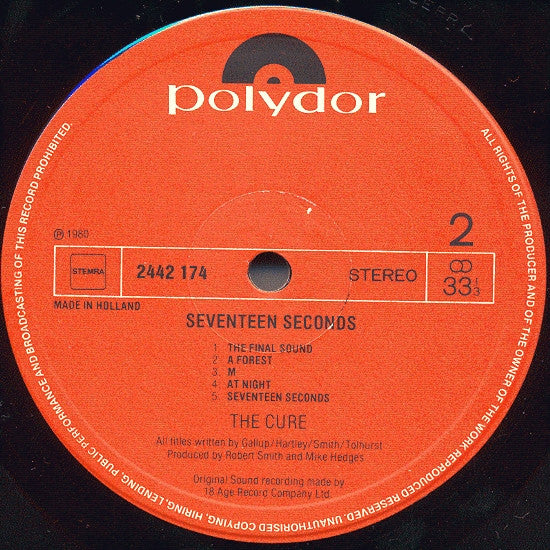 polydor
℗ 1980
2
STEMRA
2442 174
STEREO
33 1/3
MADE IN HOLLAND
SEVENTEEN SECONDS
1 THE FINAL SOUND
2 A FOREST
3 M
4 AT NIGHT
5 SEVENTEEN SECONDS
THE CURE
All titles written by Gallup/Hartley/Smith/Tolhurst
Produced by Robert Smith and Mike Hedges
Original Sound recording made by
18 Age Record Company Ltd.
ALL RIGHTS OF THE PRODUCER AND OF THE OWNER OF THE WORK REPRODUCED RESERVED. UNAUTHORISED COPYING, HIRING, LENDING, PUBLIC PERFORMANCE AND BROADCASTING OF THIS RECORD PROHIBITED.